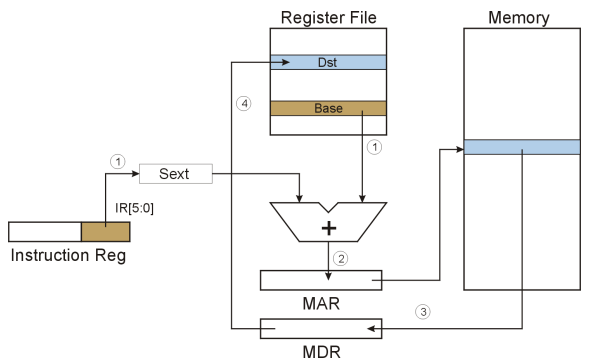 Register File
Memory
Dst
④
Base
①
①
Sext
IR[5:0]
+
Instruction Reg
②
MAR
③
MDR